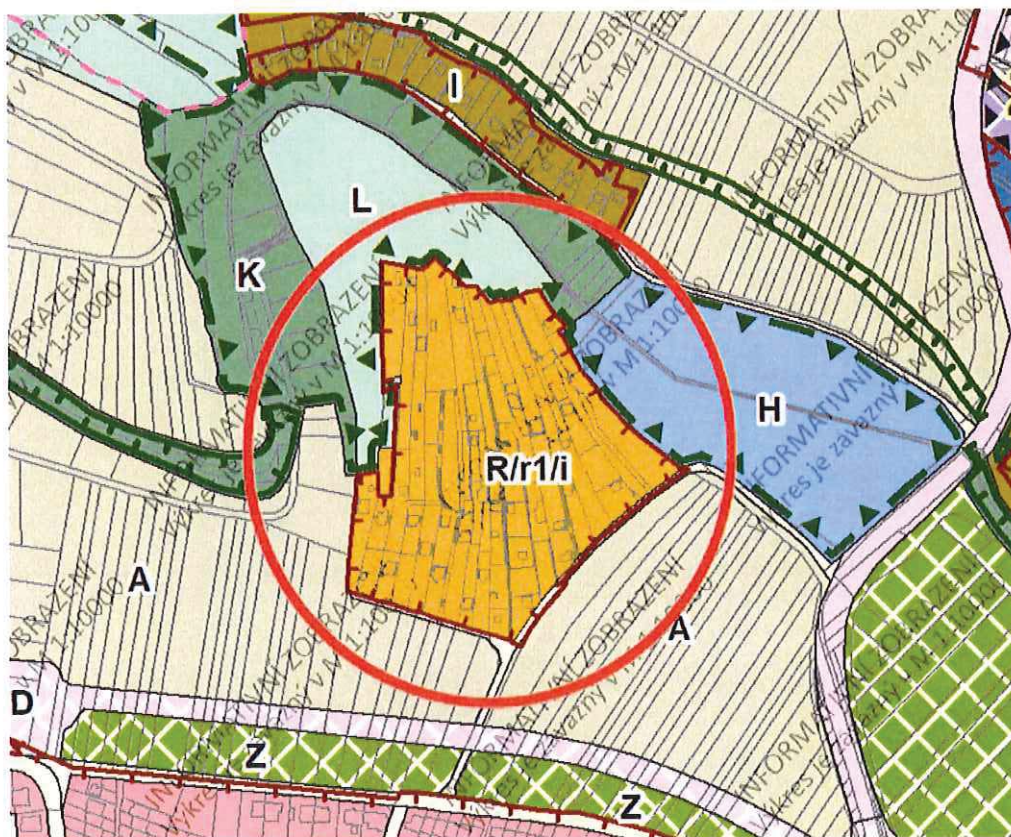 INFORMATIVNÍ ZOBRAZENÍ
Výkres je závazný v M 1:10000
I
L
K
H
R/r1/i
A
A
D
Z
Z